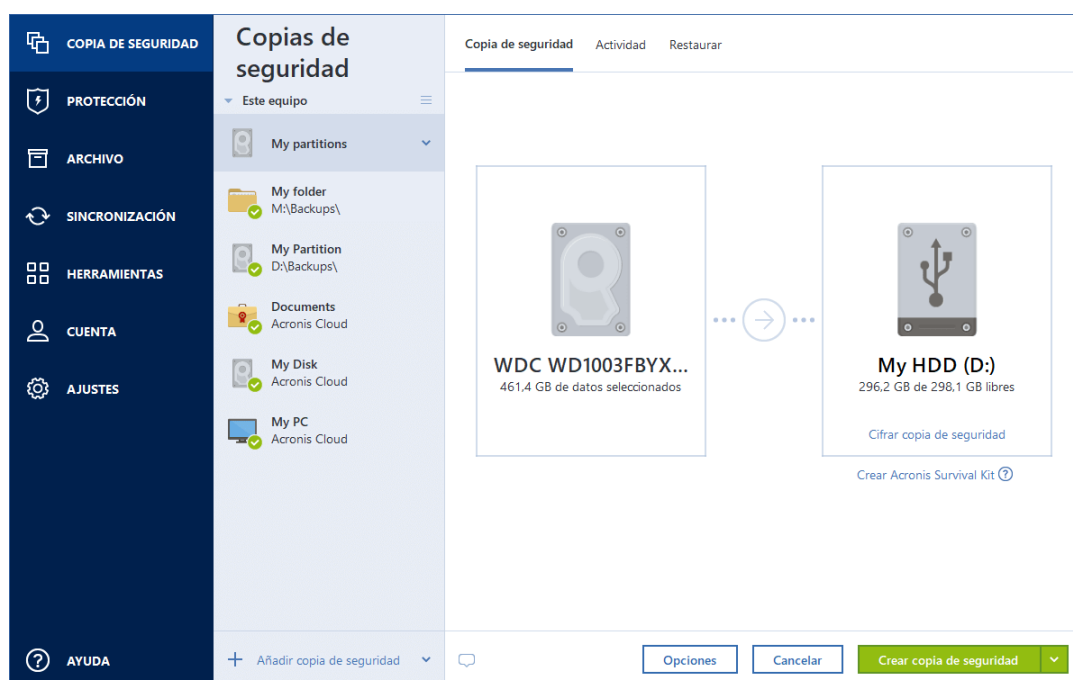 COPIA DE SEGURIDAD
PROTECCIÓN
ARCHIVO
SINCRONIZACIÓN
HERRAMIENTAS
CUENTA
AJUSTES
AYUDA
Copias de
seguridad
Este equipo
My partitions
My folder
M:\Backups\
My Partition
D:\Backups\
Documents
Acronis Cloud
My Disk
Acronis Cloud
My PC
Acronis Cloud
Añadir copia de seguridad
Copia de seguridad Actividad Restaurar
WDC WD1003FBYX...
461,4 GB de datos seleccionados
My HDD (D:)
296,2 GB de 298,1 GB libres
Cifrar copia de seguridad
Crear Acronis Survival Kit ?
Opciones Cancelar Crear copia de seguridad